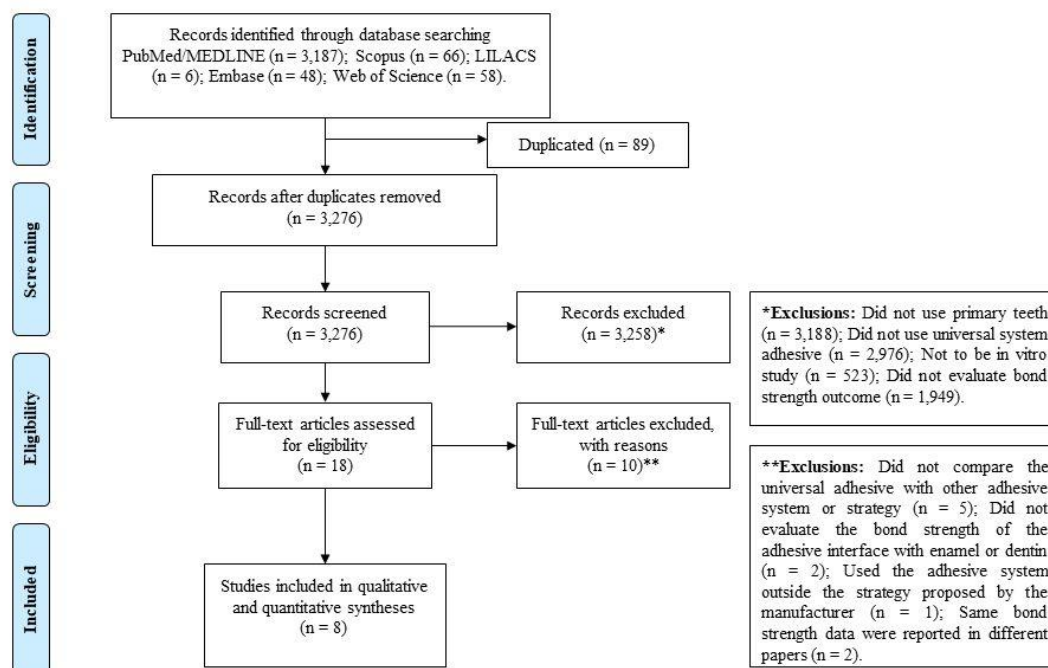 Identification
Records identified through database searching
PubMed/MEDLINE (n = 3,187); Scopus (n = 66); LILACS
(n = 6); Embase (n = 48); Web of Science (n = 58).
Duplicated (n = 89)
Records after duplicates removed
(n = 3,276)
Screening
Records screened
(n = 3,276)
Records excluded
(n = 3,258)*
*Exclusions: Did not use primary teeth
(n = 3,188); Did not use universal system
adhesive (n = 2,976); Not to be in vitro
study (n = 523); Did not evaluate bond
strength outcome (n = 1,949).
Eligibility
Full-text articles assessed
for eligibility
(n = 18)
Full-text articles excluded,
with reasons
(n = 10)**
**Exclusions: Did not compare the
universal adhesive with other adhesive
system or strategy (n = 5); Did not
evaluate the bond strength of the
adhesive interface with enamel or dentin
(n = 2); Used the adhesive system
outside the strategy proposed by the
manufacturer (n = 1); Same bond
strength data were reported in different
papers (n = 2).
Included
Studies included in qualitative
and quantitative syntheses
(n = 8)